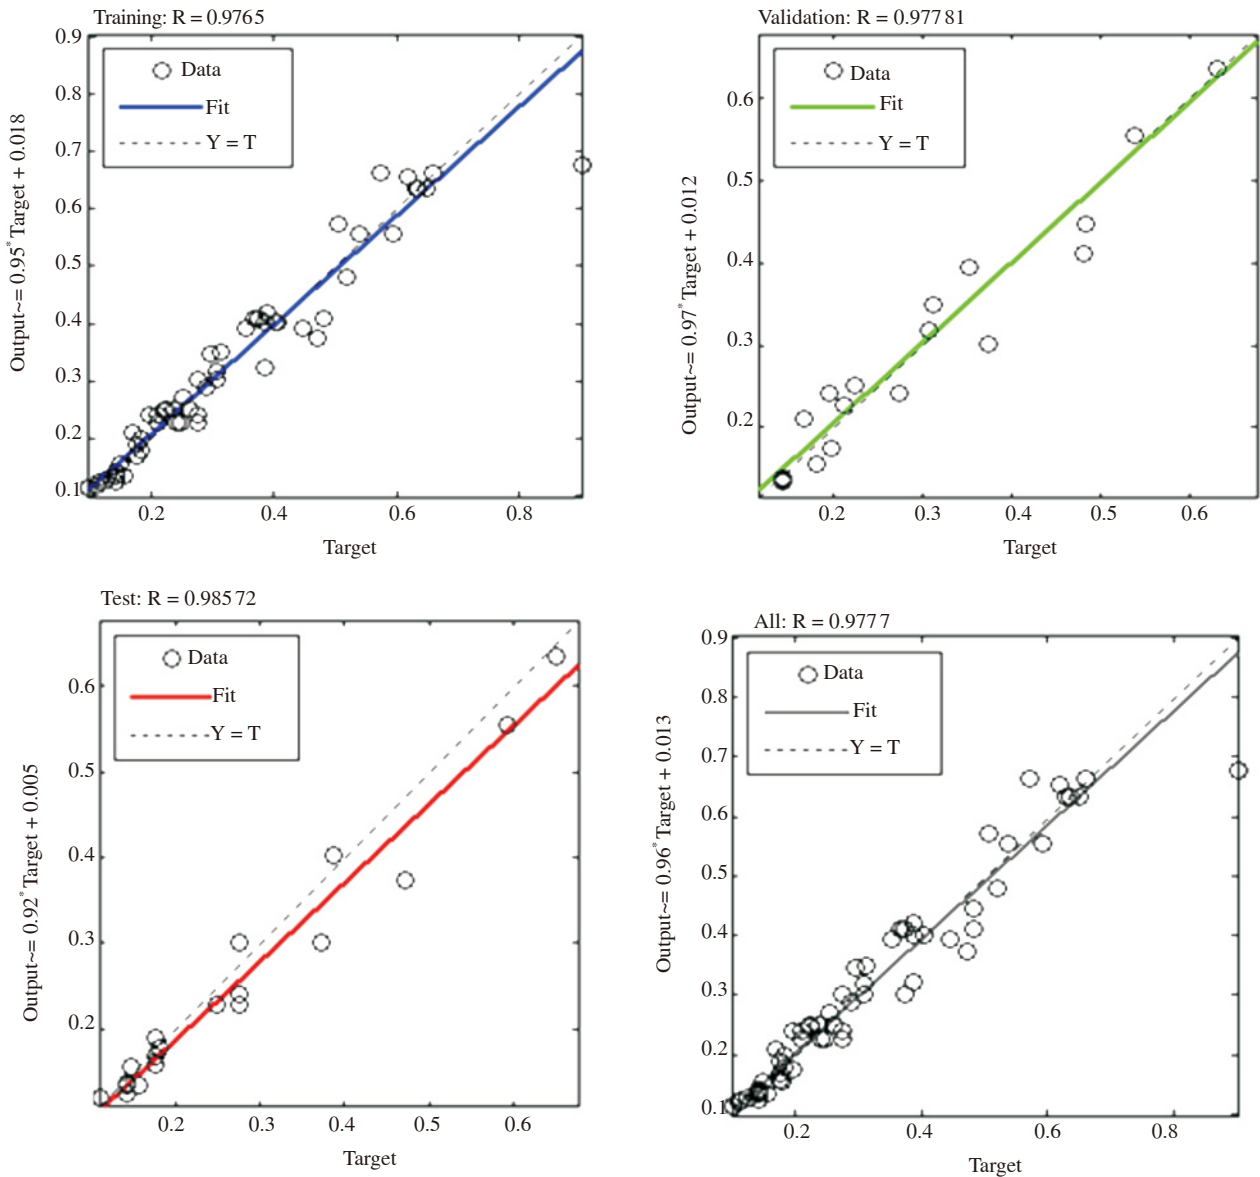 Training: R = 0.9765
Data
Fit
Y = T
0.9
0.8
0.7
0.6
0.5
0.4
0.3
0.2
0.1
0.2
0.4
0.6
0.8
Output~= 0.95*Target + 0.018
Target
Validation: R = 0.97781
Data
Fit
Y = T
0.6
0.5
0.4
0.3
0.2
0.2
0.3
0.4
0.5
0.6
Output~= 0.97*Target + 0.012
Target
Test: R = 0.98572
Data
Fit
Y = T
0.6
0.5
0.4
0.3
0.2
0.2
0.3
0.4
0.5
0.6
Output~= 0.92*Target + 0.005
Target
All: R = 0.9777
Data
Fit
Y = T
0.9
0.8
0.7
0.6
0.5
0.4
0.3
0.2
0.1
0.2
0.4
0.6
0.8
Output~= 0.96*Target + 0.013
Target